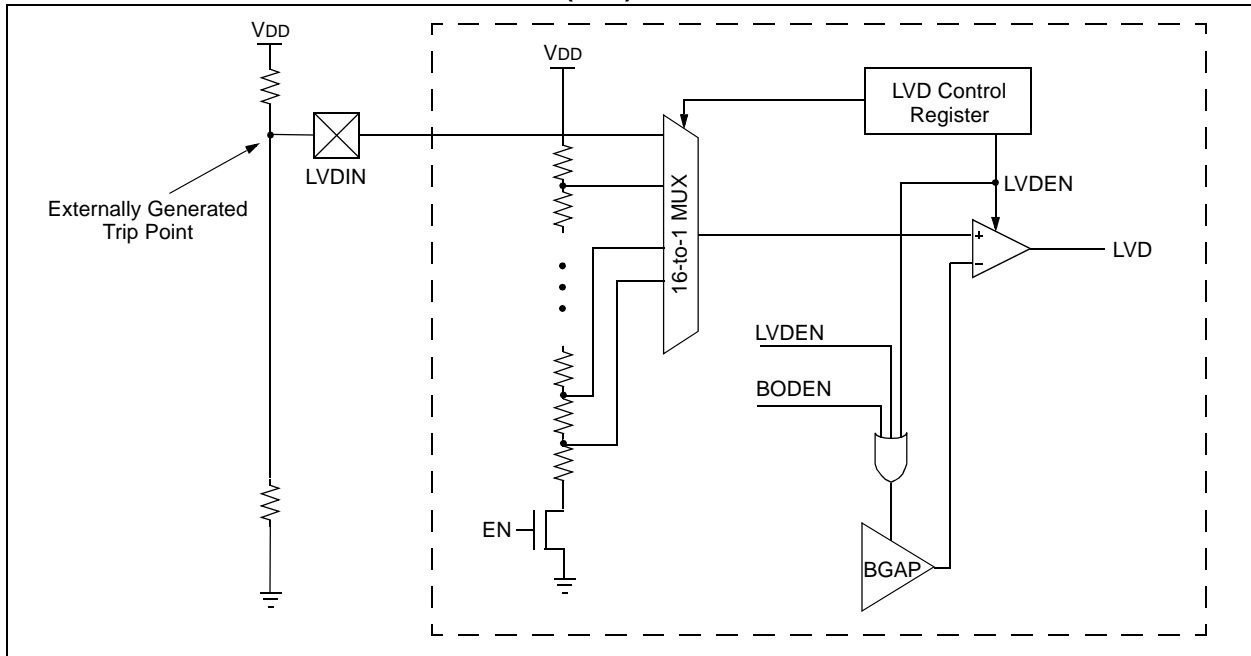 VDD
VDD
LVD Control
Register
LVDIN
Externally Generated
Trip Point
16-to-1 MUX
LVDEN
+
–
LVD
LVDEN
BODEN
EN
BGAP